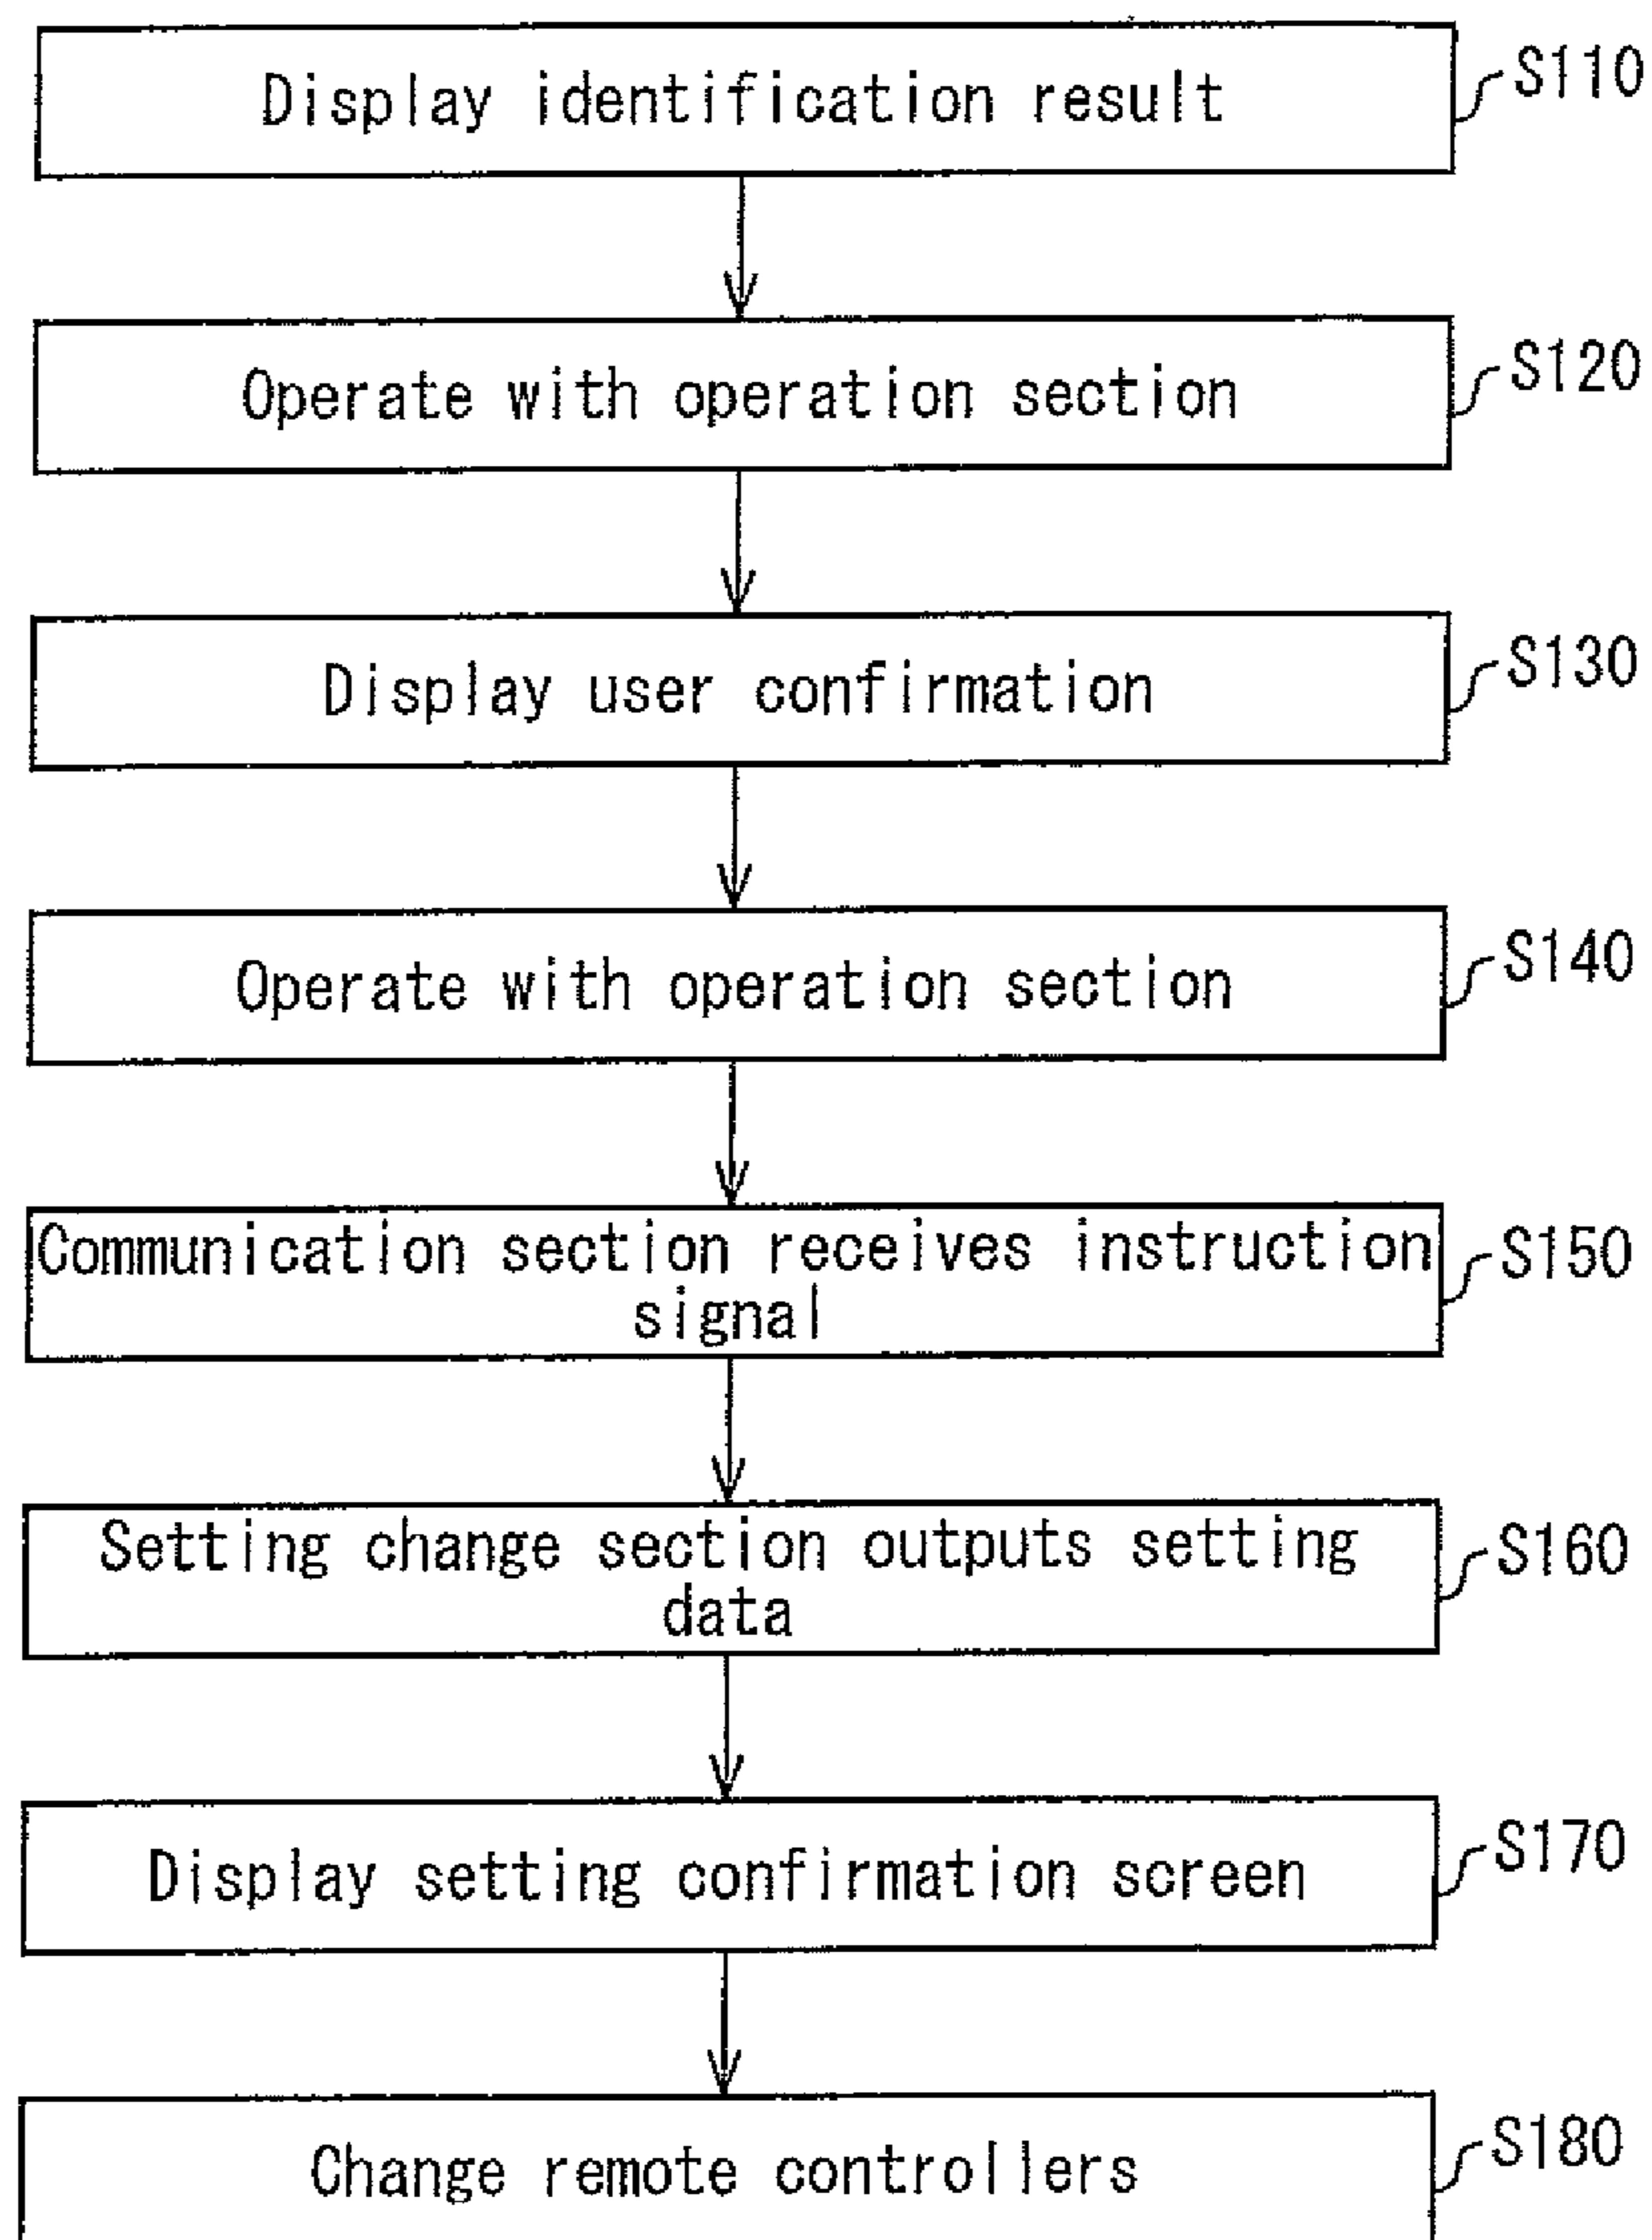 Display identification result
S110
Operate with operation section
S120
Display user confirmation
S130
Operate with operation section
S140
Communication section receives instruction
signal
S150
Setting change section outputs setting
data
S160
Display setting confirmation screen
S170
Change remote controllers
S180